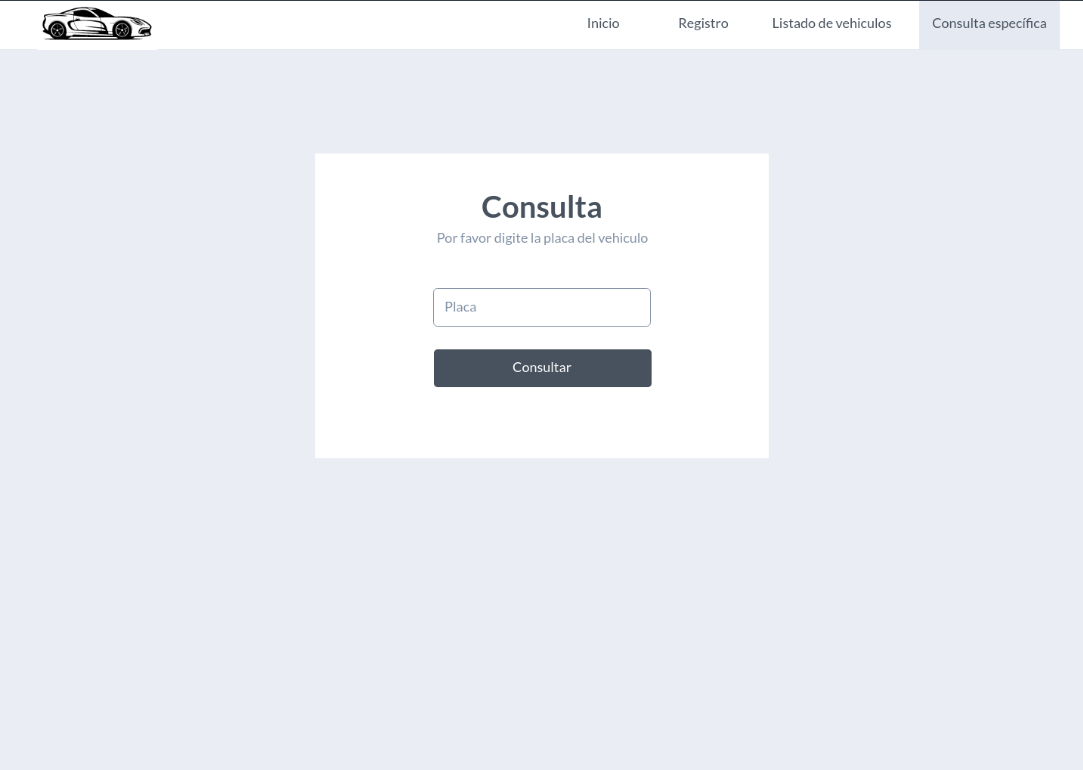 Inicio Registro Listado de vehiculos Consulta específica
Consulta
Por favor digite la placa del vehiculo
Placa
Consultar